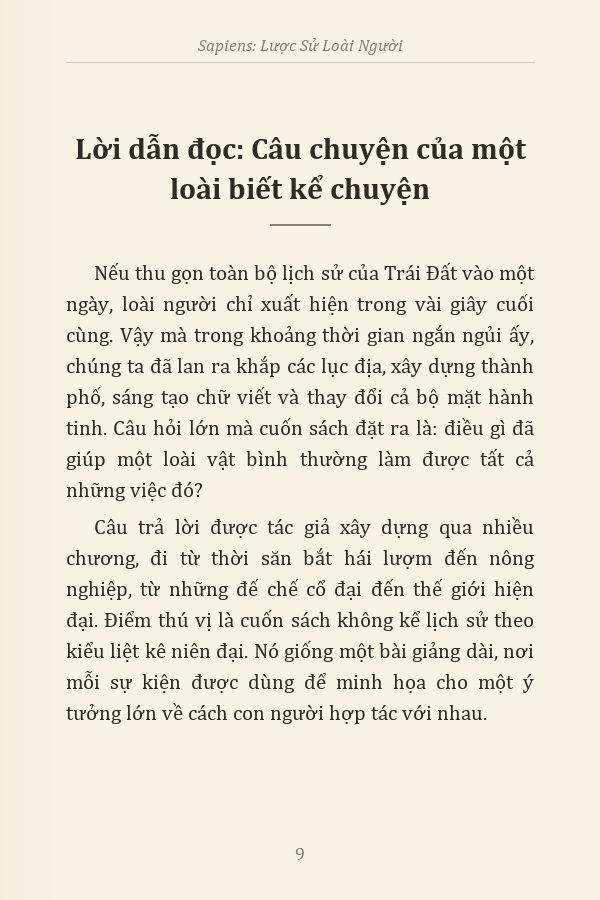 Sapiens: Lược Sử Loài Người
Lời dẫn đọc: Câu chuyện của một
loài biết kể chuyện
Nếu thu gọn toàn bộ lịch sử của Trái Đất vào một
ngày, loài người chỉ xuất hiện trong vài giây cuối
cùng. Vậy mà trong khoảng thời gian ngắn ngủi ấy,
chúng ta đã lan ra khắp các lục địa, xây dựng thành
phố, sáng tạo chữ viết và thay đổi cả bộ mặt hành
tinh. Câu hỏi lớn mà cuốn sách đặt ra là: điều gì đã
giúp một loài vật bình thường làm được tất cả
những việc đó?
Câu trả lời được tác giả xây dựng qua nhiều
chương, đi từ thời săn bắt hái lượm đến nông
nghiệp, từ những đế chế cổ đại đến thế giới hiện
đại. Điểm thú vị là cuốn sách không kể lịch sử theo
kiểu liệt kê niên đại. Nó giống một bài giảng dài, nơi
mỗi sự kiện được dùng để minh họa cho một ý
tưởng lớn về cách con người hợp tác với nhau.
9